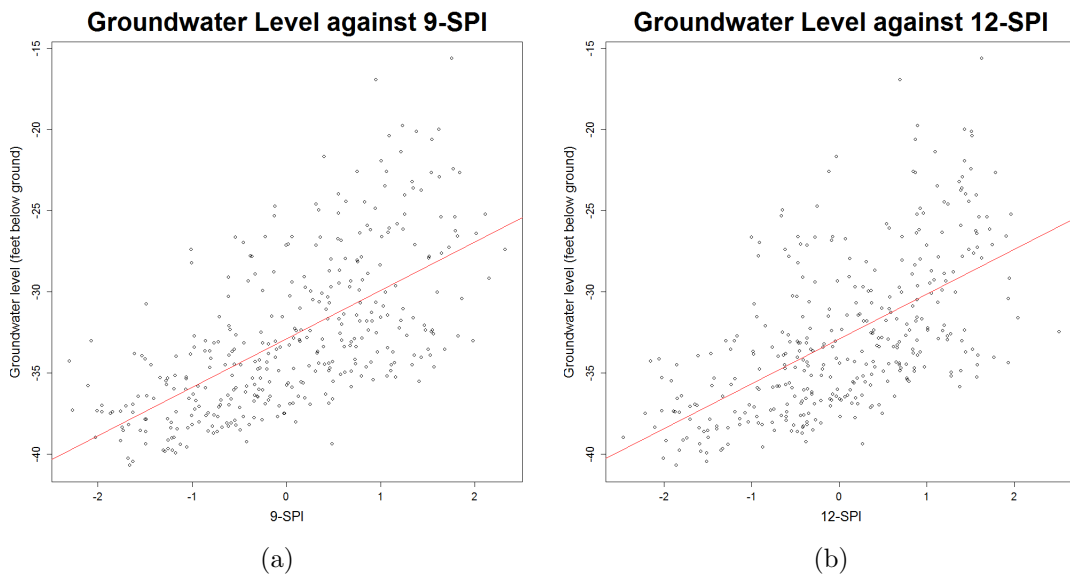 Groundwater Level against 9-SPI
Groundwater level (feet below ground)
-15
-20
-25
-30
-35
-40
-2
-1
0
1
2
9-SPI
(a)
Groundwater Level against 12-SPI
Groundwater level (feet below ground)
-15
-20
-25
-30
-35
-40
-2
-1
0
1
2
12-SPI
(b)